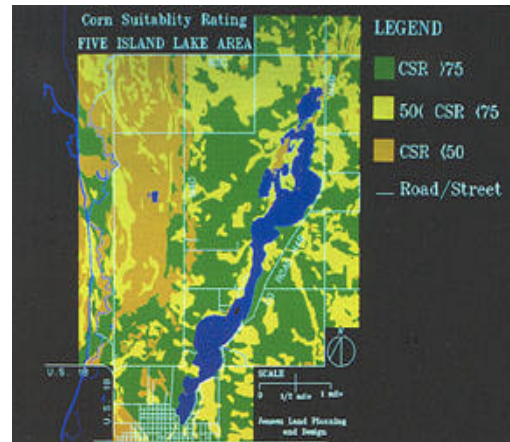 Corn Suitablity Rating
FIVE ISLAND LAKE AREA
LEGEND
CSR >75
50< CSR <75
CSR <50
Road/Street
U.S. 18
U.S. 18
SCALE
0 1/2 mile 1 mile
Jensen Land Planning
and Design